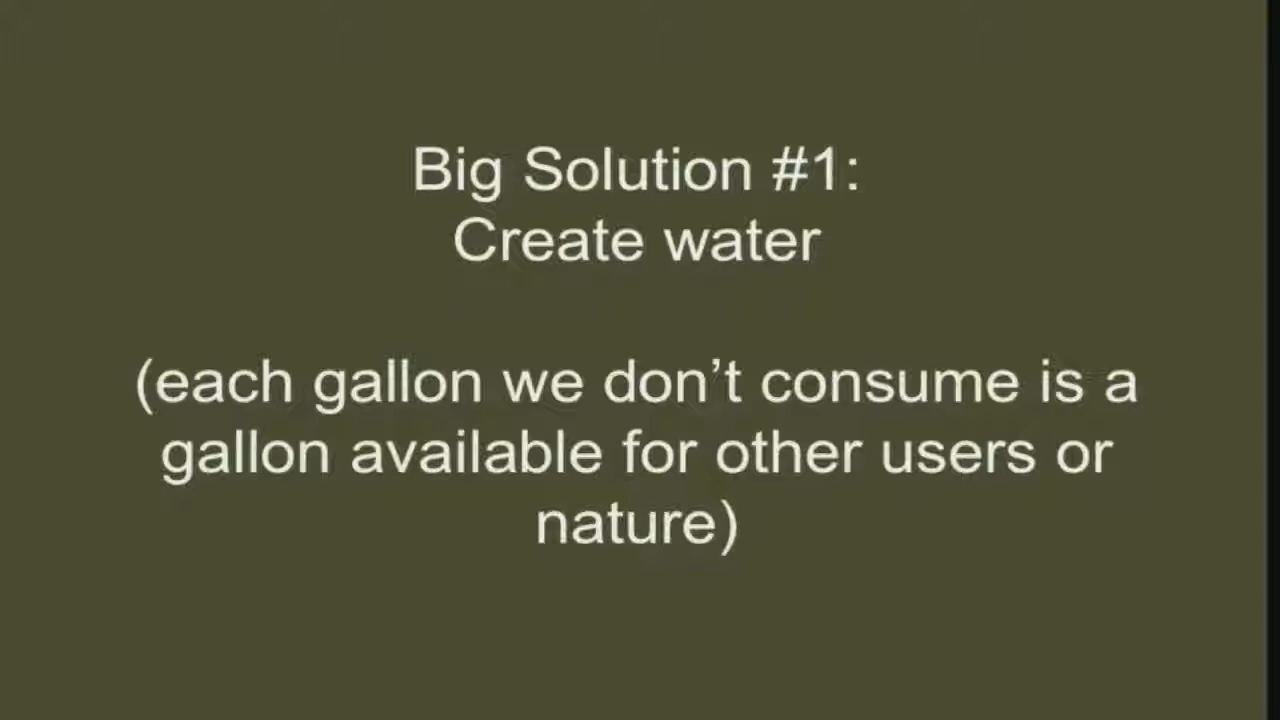 Big Solution #1:
Create water
(each gallon we don’t consume is a
gallon available for other users or
nature)